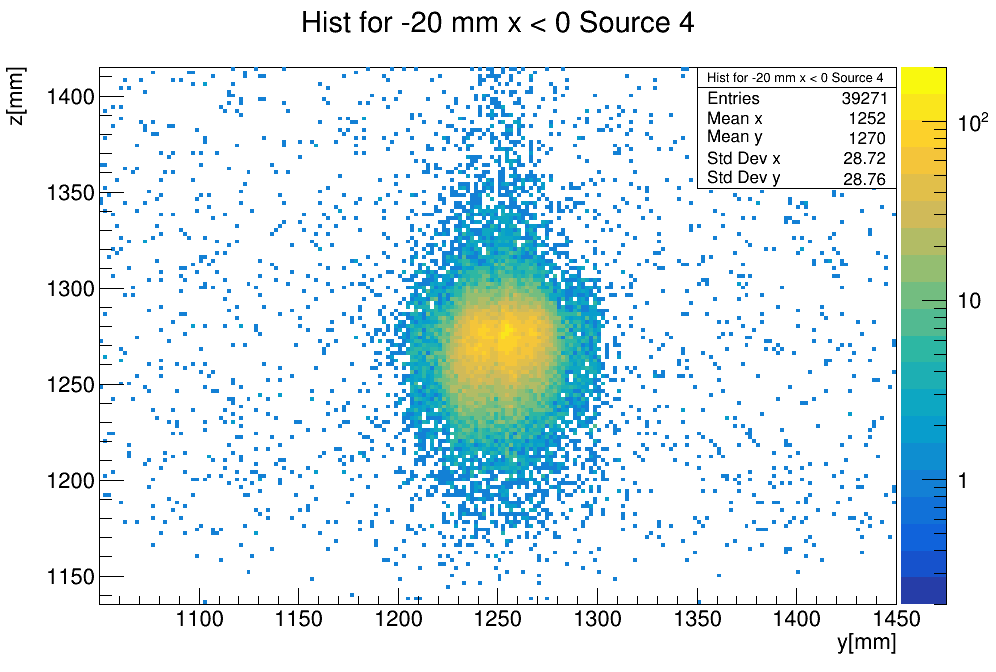 Hist for -20 mm x < 0 Source 4
z[mm]
1400
1350
1300
1250
1200
1150
1100
1150
1200
1250
1300
1350
1400
1450
y[mm]
Hist for -20 mm x < 0 Source 4
Entries 39271
Mean x 1252
Mean y 1270
Std Dev x 28.72
Std Dev y 28.76
10²
10
1